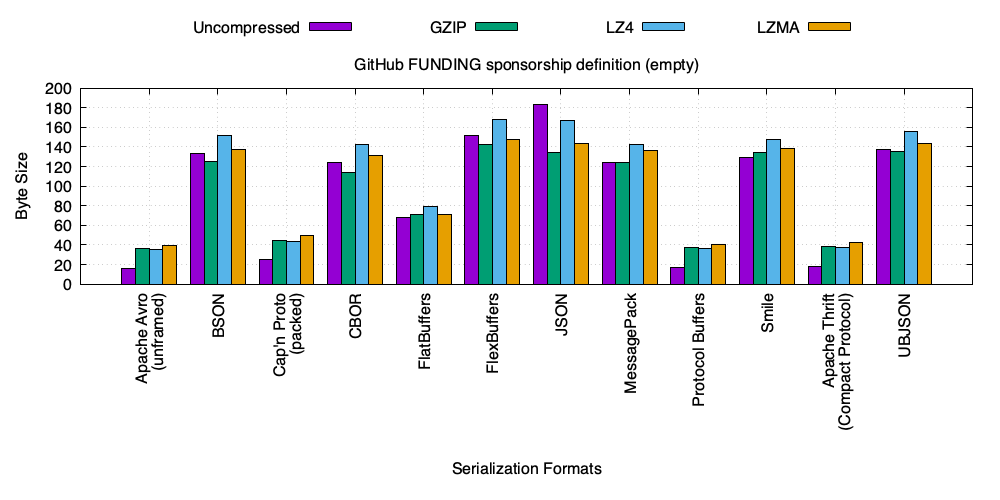 Uncompressed GZIP LZ4 LZMA
GitHub FUNDING sponsorship definition (empty)
200
180
160
140
120
100
80
60
40
20
0
Byte Size
Apache Avro
(unframed)
BSON
Cap'n Proto
(packed)
CBOR
FlatBuffers
FlexBuffers
JSON
MessagePack
Protocol Buffers
Smile
Apache Thrift
(Compact Protocol)
UBJSON
Serialization Formats